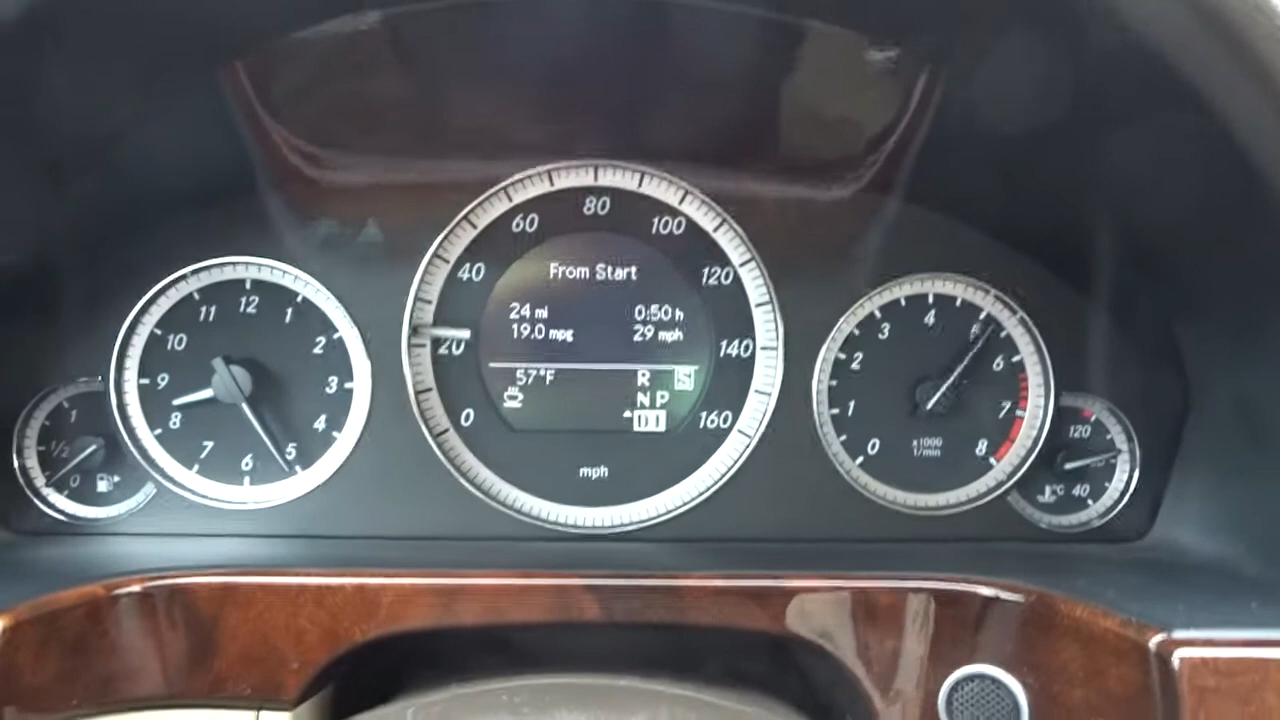 60
80
100
40
120
20
140
0
160
From Start
24 mi
0:50 h
19.0 mpg
29 mph
57°F
R
S
N P
D1
mph
11
12
1
10
2
9
3
8
4
7
6
5
1
1/2
0
3
4
5
2
6
1
7
0
8
x1000
1/min
120
°C
40